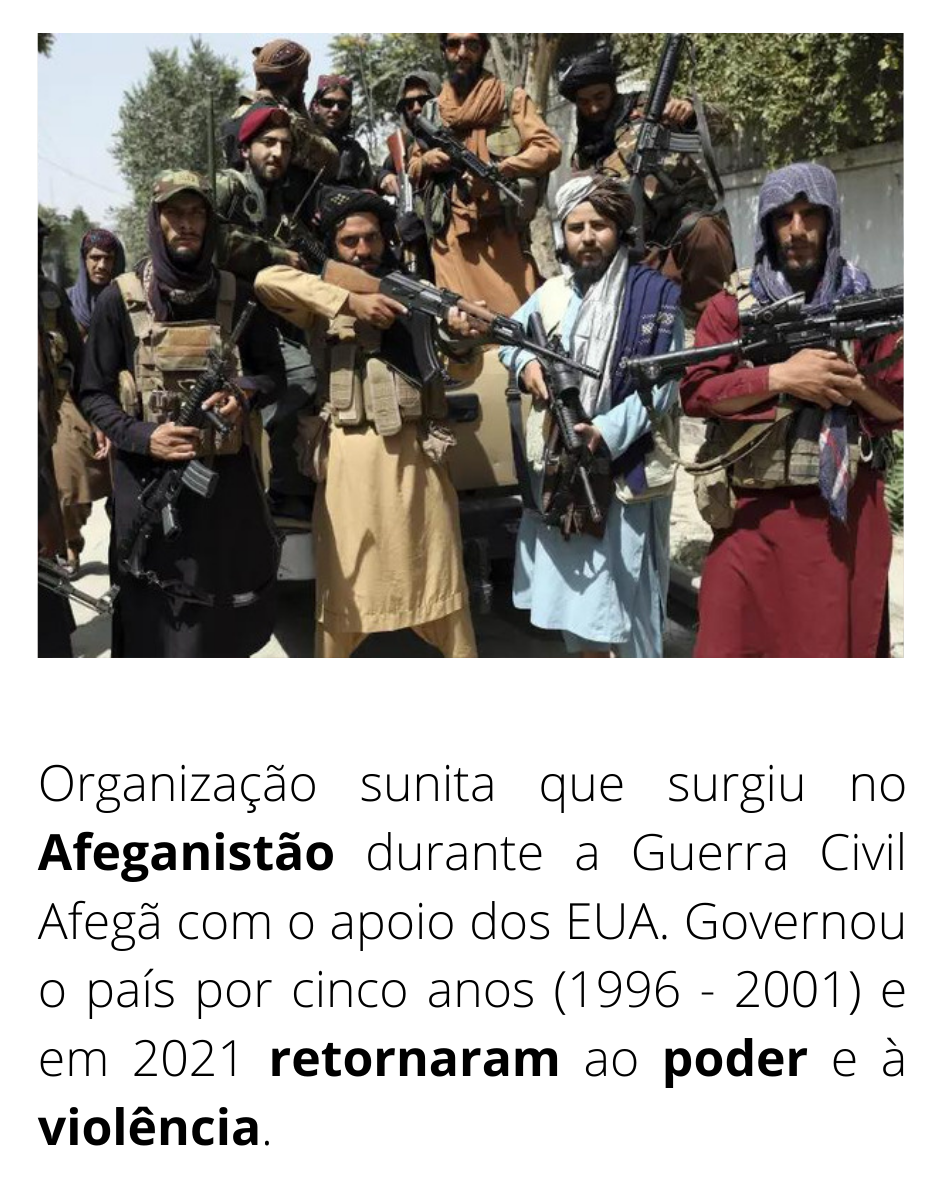 Organização sunita que surgiu no
Afeganistão durante a Guerra Civil
Afegã com o apoio dos EUA. Governou
o país por cinco anos (1996 - 2001) e
em 2021 retornaram ao poder e à
violência.